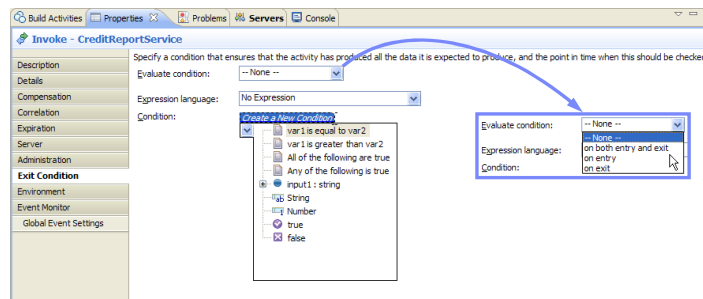 Build Activities Properties Problems Servers Console
Invoke - CreditReportService
Specify a condition that ensures that the activity has produced all the data it is expected to produce, and the point in time when this should be checked
Description
Details
Compensation
Correlation
Expiration
Server
Administration
Exit Condition
Environment
Event Monitor
Global Event Settings
Evaluate condition: -- None --
Expression language: No Expression
Condition: Create a New Condition
var1 is equal to var2
var1 is greater than var2
All of the following are true
Any of the following is true
input1 : string
String
Number
true
false
Evaluate condition: -- None --
-- None --
Expression language: on both entry and exit
on entry
Condition: on exit